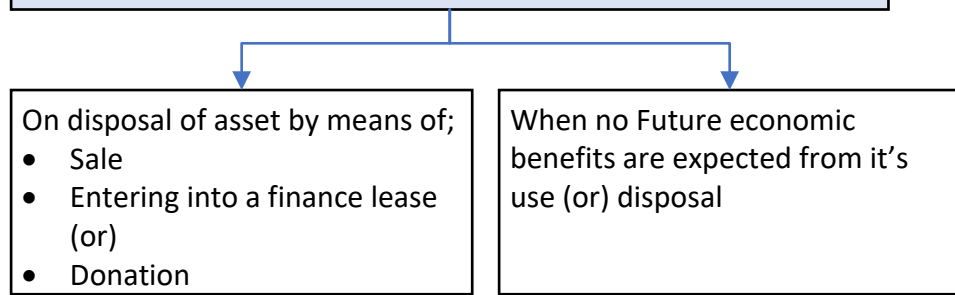 On disposal of asset by means of;
• Sale
• Entering into a finance lease
(or)
• Donation
When no Future economic
benefits are expected from it's
use (or) disposal